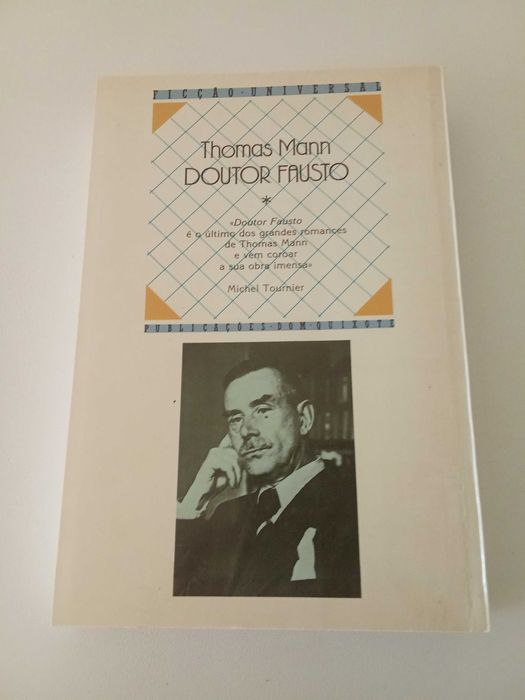 FICÇÃO·UNIVERSAL
Thomas Mann
DOUTOR FAUSTO
*
«Doutor Fausto
é o último dos grandes romances
de Thomas Mann
e vem coroar
a sua obra imensa»
Michel Tournier
PUBLICAÇÕES·DOM·QUIXOTE